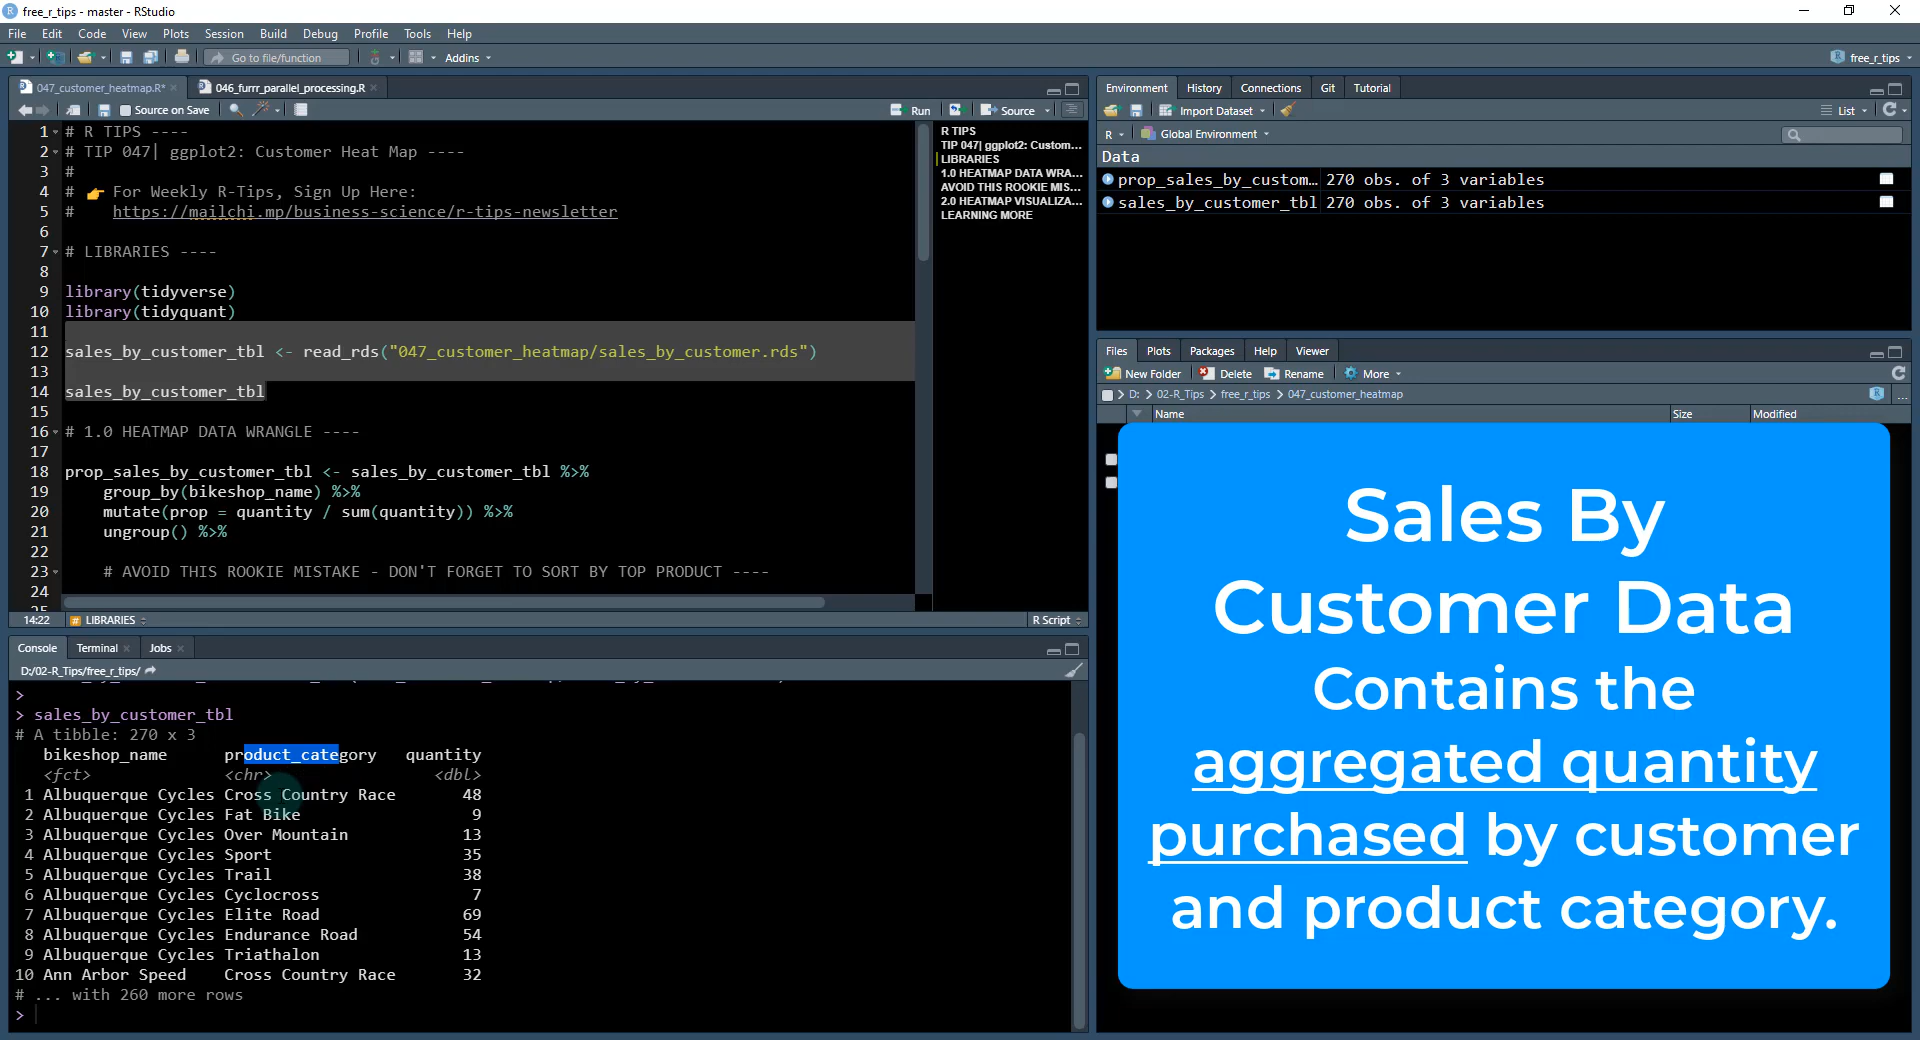 free_r_tips - master - RStudio
File Edit Code View Plots Session Build Debug Profile Tools Help
Go to file/function Addins free_r_tips
047_customer_heatmap.R* 046_furrr_parallel_processing.R
Source on Save Run Source
1 # R TIPS ----
2 # TIP 047| ggplot2: Customer Heat Map ----
3 #
4 # 👉 For Weekly R-Tips, Sign Up Here:
5 # https://mailchi.mp/business-science/r-tips-newsletter
6
7 # LIBRARIES ----
8
9 library(tidyverse)
10 library(tidyquant)
11
12 sales_by_customer_tbl <- read_rds("047_customer_heatmap/sales_by_customer.rds")
13
14 sales_by_customer_tbl
15
16 # 1.0 HEATMAP DATA WRANGLE ----
17
18 prop_sales_by_customer_tbl <- sales_by_customer_tbl %>%
19 group_by(bikeshop_name) %>%
20 mutate(prop = quantity / sum(quantity)) %>%
21 ungroup() %>%
22
23 # AVOID THIS ROOKIE MISTAKE - DON'T FORGET TO SORT BY TOP PRODUCT ----
24
25
R TIPS
TIP 047| ggplot2: Custom...
LIBRARIES
1.0 HEATMAP DATA WRA...
AVOID THIS ROOKIE MIS...
2.0 HEATMAP VISUALIZA...
LEARNING MORE
14:22 # LIBRARIES R Script
Console Terminal Jobs
D:/02-R_Tips/free_r_tips/
>
> sales_by_customer_tbl
# A tibble: 270 x 3
bikeshop_name product_category quantity
<fct> <chr> <dbl>
1 Albuquerque Cycles Cross Country Race 48
2 Albuquerque Cycles Fat Bike 9
3 Albuquerque Cycles Over Mountain 13
4 Albuquerque Cycles Sport 35
5 Albuquerque Cycles Trail 38
6 Albuquerque Cycles Cyclocross 7
7 Albuquerque Cycles Elite Road 69
8 Albuquerque Cycles Endurance Road 54
9 Albuquerque Cycles Triathalon 13
10 Ann Arbor Speed Cross Country Race 32
# ... with 260 more rows
>
Environment History Connections Git Tutorial
Import Dataset List
R Global Environment
Data
prop_sales_by_custom... 270 obs. of 3 variables
sales_by_customer_tbl 270 obs. of 3 variables
Files Plots Packages Help Viewer
New Folder Delete Rename More
D: 02-R_Tips free_r_tips 047_customer_heatmap ...
Name Size Modified
Sales By
Customer Data
Contains the
aggregated quantity
purchased by customer
and product category.